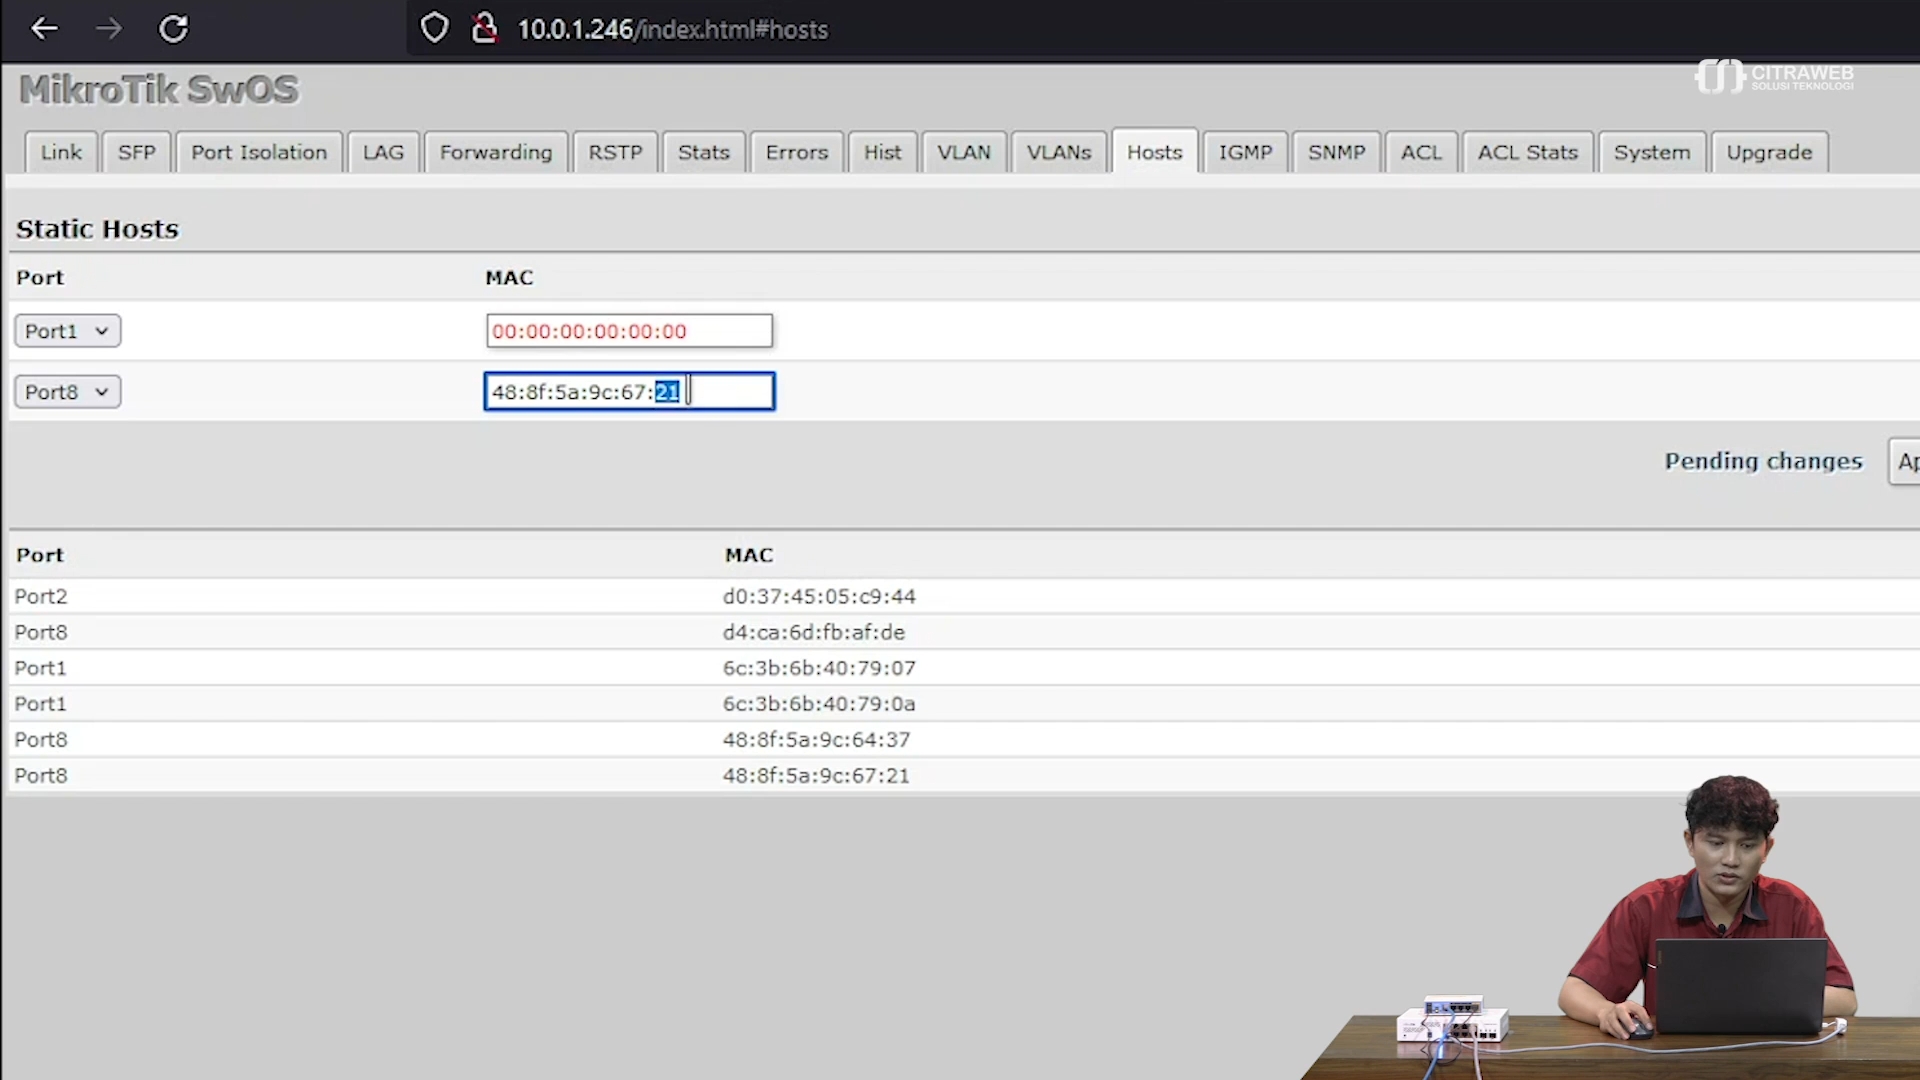 10.0.1.246/index.html#hosts
MikroTik SwOS
CITRAWEB
SOLUSI TEKNOLOGI
Link SFP Port Isolation LAG Forwarding RSTP Stats Errors Hist VLAN VLANs Hosts IGMP SNMP ACL ACL Stats System Upgrade
Static Hosts
Port MAC
Port1 00:00:00:00:00:00
Port8 48:8f:5a:9c:67:21
Pending changes Ap
Port MAC
Port2 d0:37:45:05:c9:44
Port8 d4:ca:6d:fb:af:de
Port1 6c:3b:6b:40:79:07
Port1 6c:3b:6b:40:79:0a
Port8 48:8f:5a:9c:64:37
Port8 48:8f:5a:9c:67:21